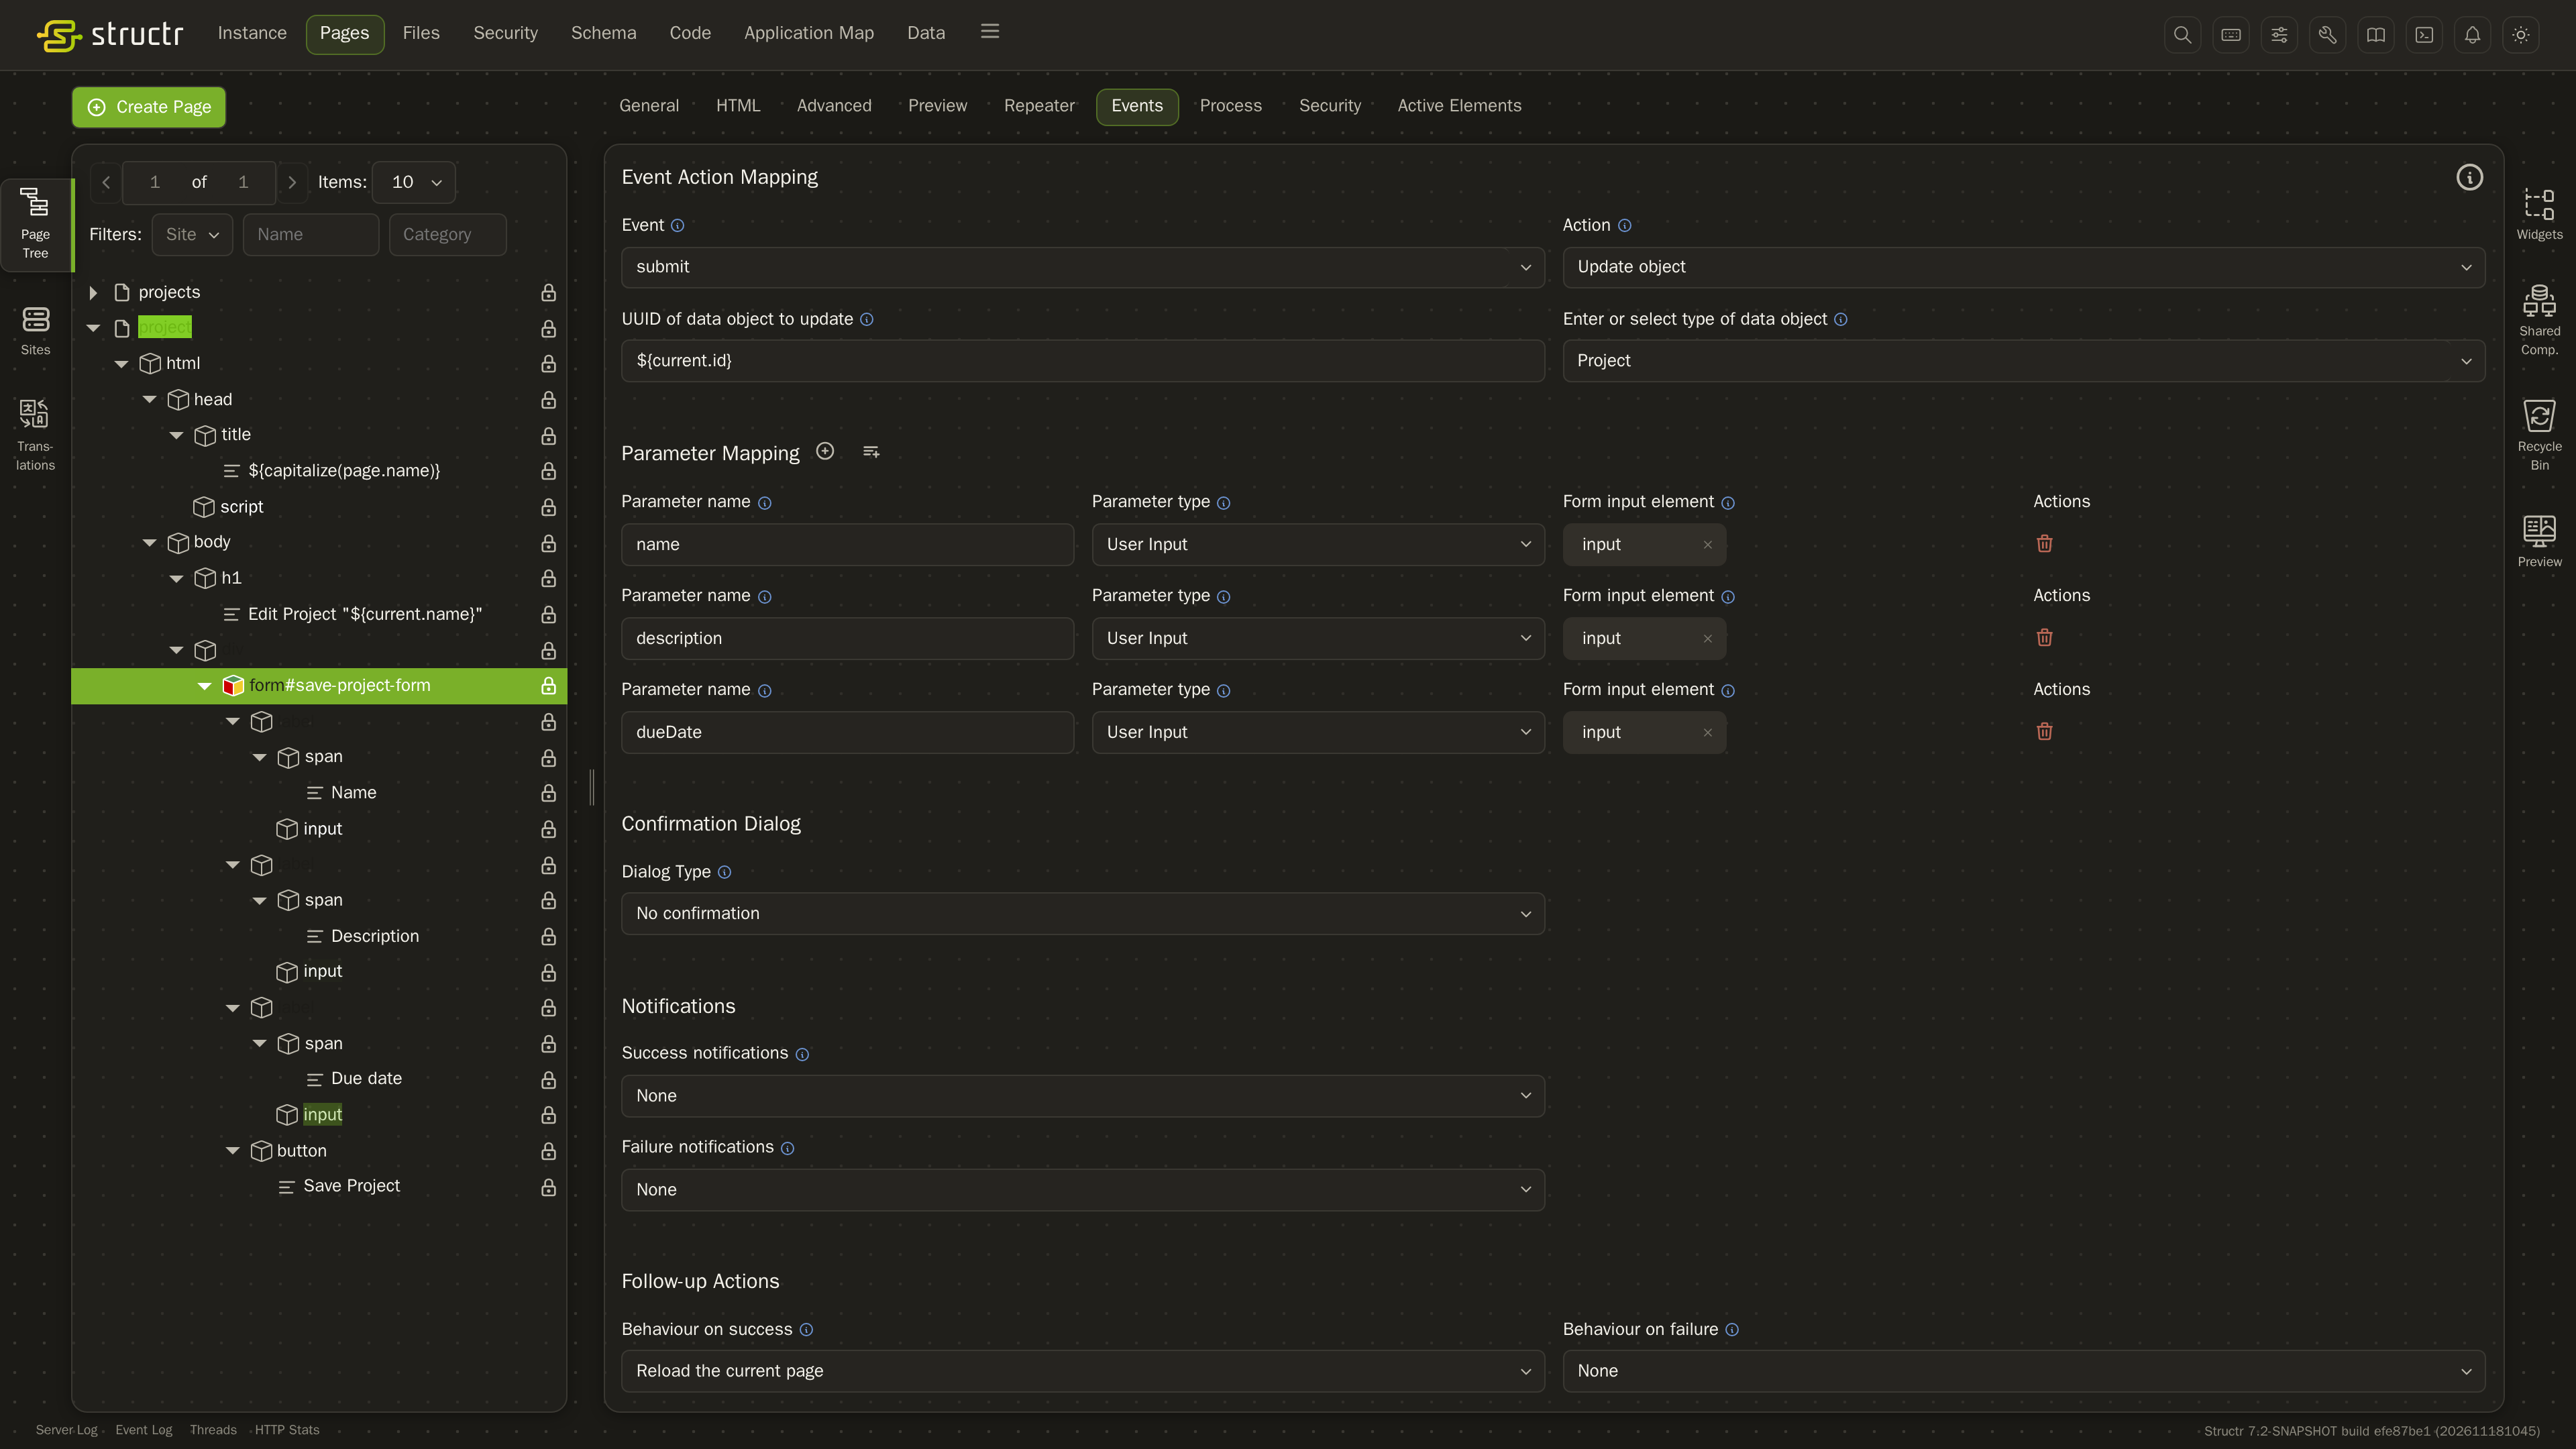 structr Instance Pages Files Security Schema Code Application Map Data
Create Page
General HTML Advanced Preview Repeater Events Process Security Active Elements
Page
Tree
Sites
Trans-
lations
1 of 1 Items: 10
Filters: Site Name Category
projects
project
html
head
title
${capitalize(page.name)}
script
body
h1
Edit Project "${current.name}"
form#save-project-form
span
Name
input
span
Description
input
span
Due date
input
button
Save Project
Event Action Mapping
Event Action
submit Update object
UUID of data object to update Enter or select type of data object
${current.id} Project
Parameter Mapping
Parameter name Parameter type Form input element Actions
name User Input input ×
Parameter name Parameter type Form input element Actions
description User Input input ×
Parameter name Parameter type Form input element Actions
dueDate User Input input ×
Confirmation Dialog
Dialog Type
No confirmation
Notifications
Success notifications
None
Failure notifications
None
Follow-up Actions
Behaviour on success Behaviour on failure
Reload the current page None
Widgets
Shared
Comp.
Recycle
Bin
Preview
Server Log Event Log Threads HTTP Stats
Structr 7.2-SNAPSHOT build efe87be1 (202611181045)